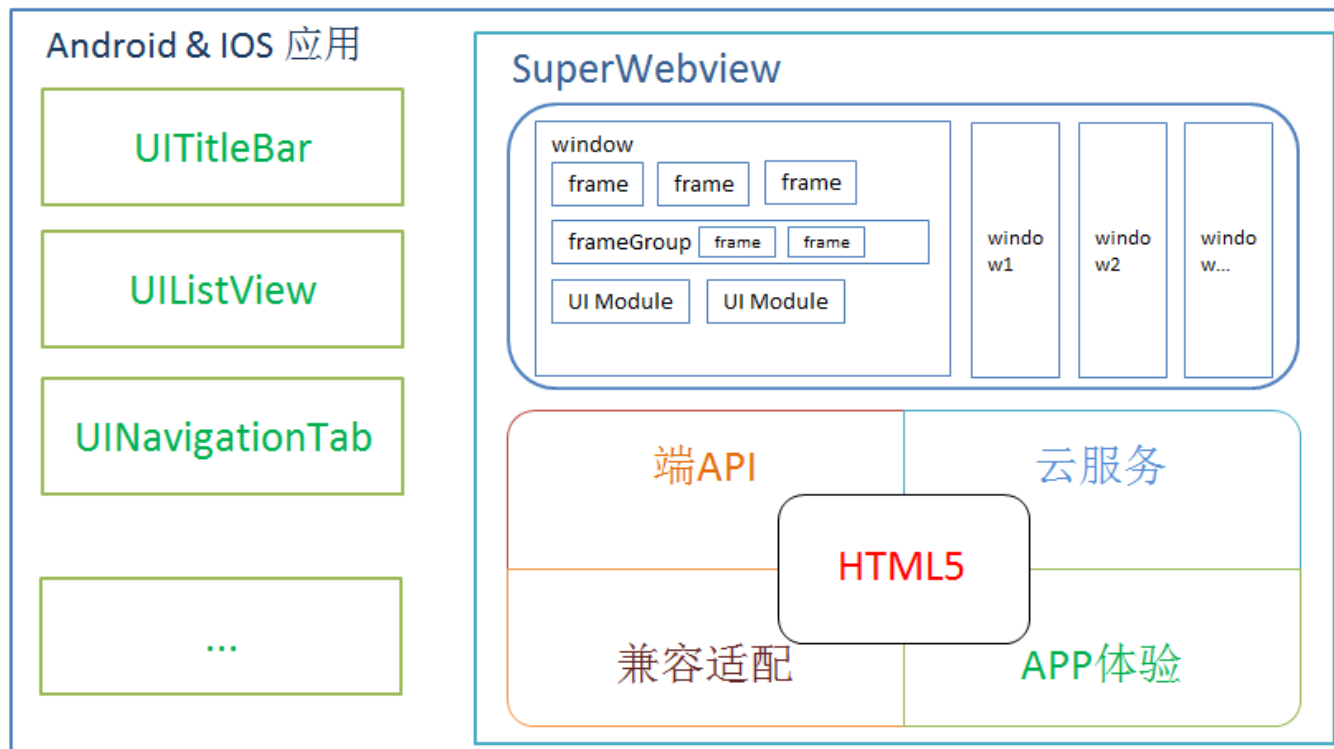 Android & IOS 应用
UITitleBar
UIListView
UINavigationTab
...
SuperWebview
window
frame frame frame
frameGroup frame frame
UI Module UI Module
windo
w1
windo
w2
windo
w...
端API
云服务
HTML5
兼容适配
APP体验